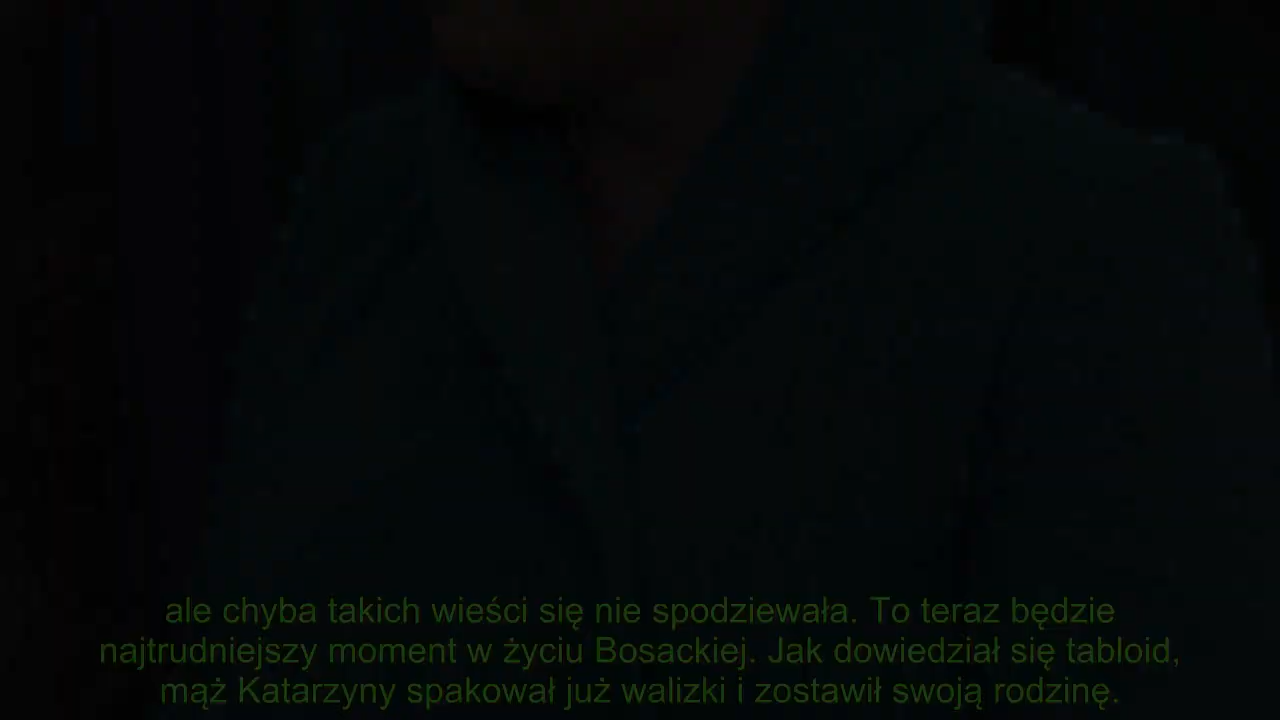 ale chyba takich wieści się nie spodziewała. To teraz będzie
najtrudniejszy moment w życiu Bosackiej. Jak dowiedział się tabloid,
mąż Katarzyny spakował już walizki i zostawił swoją rodzinę.